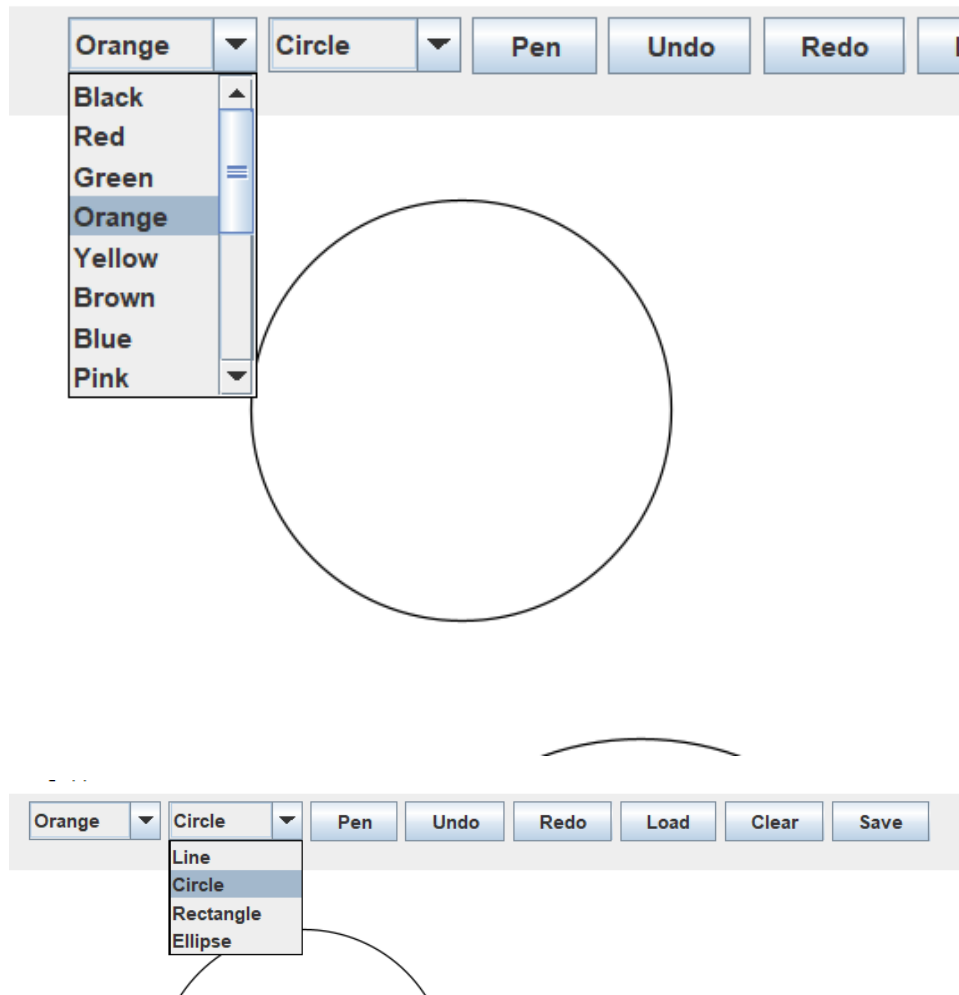 Orange Circle Pen Undo Redo
Black
Red
Green
Orange
Yellow
Brown
Blue
Pink
Orange Circle Pen Undo Redo Load Clear Save
Line
Circle
Rectangle
Ellipse